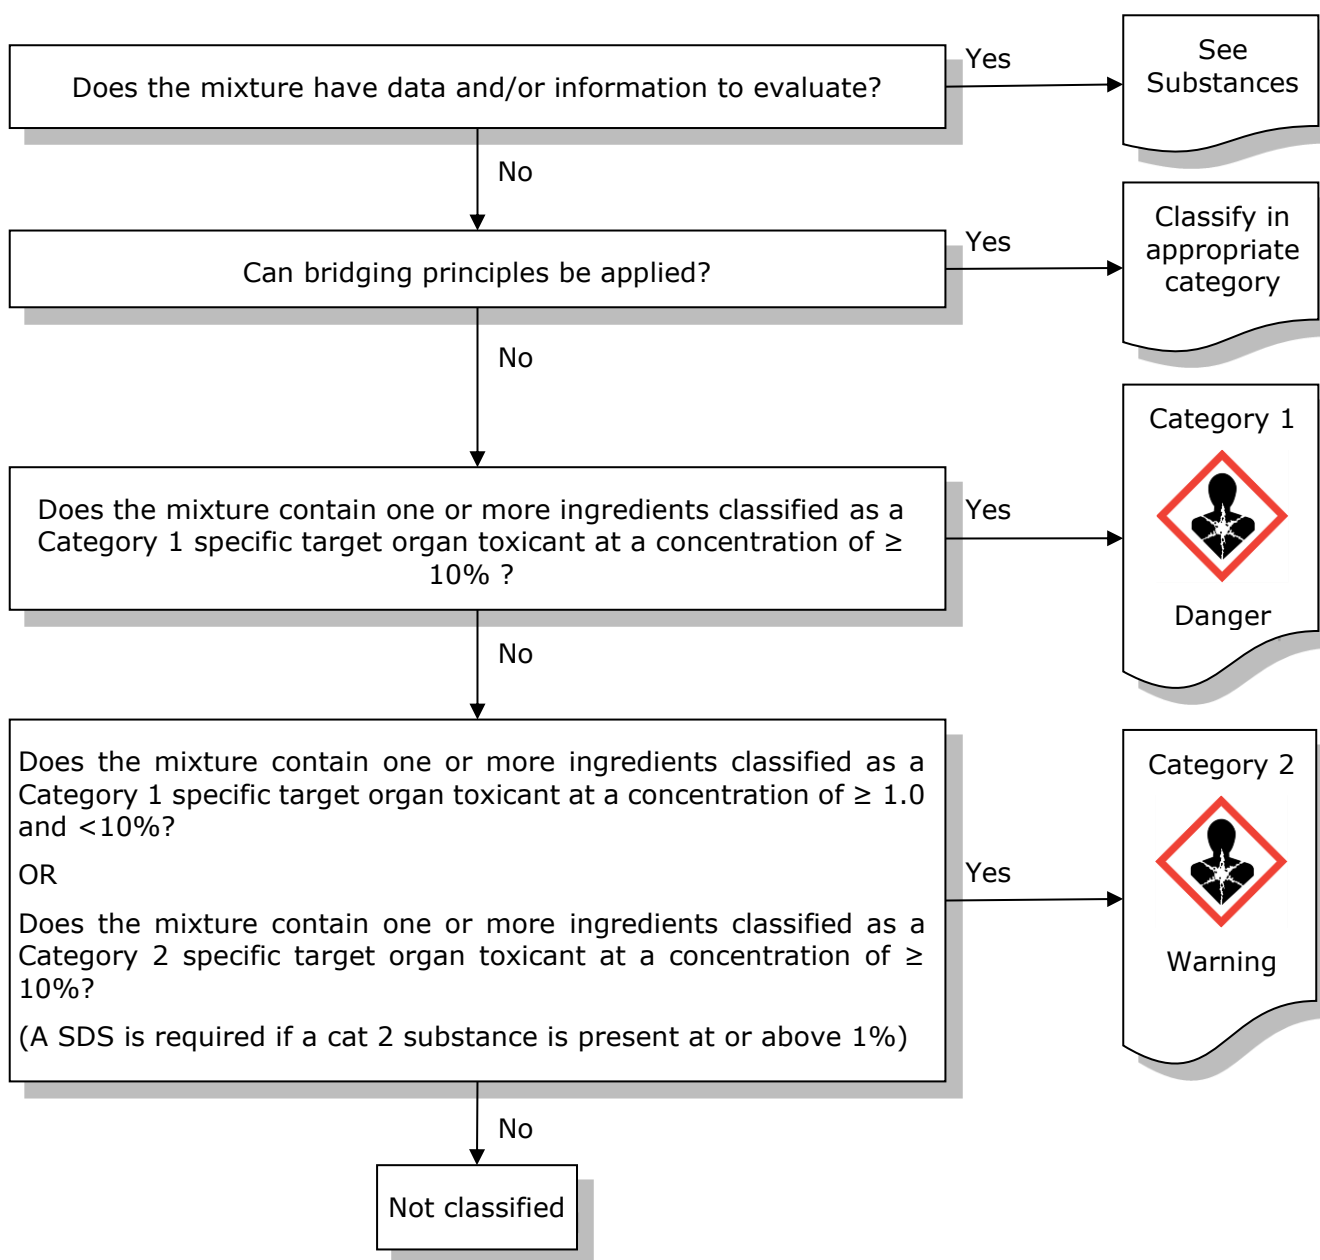 Does the mixture have data and/or information to evaluate?
Yes
See
Substances
No
Can bridging principles be applied?
Yes
Classify in
appropriate
category
No
Does the mixture contain one or more ingredients classified as a
Category 1 specific target organ toxicant at a concentration of ≥
10% ?
Yes
Category 1
Danger
No
Does the mixture contain one or more ingredients classified as a
Category 1 specific target organ toxicant at a concentration of ≥ 1.0
and <10%?
OR
Does the mixture contain one or more ingredients classified as a
Category 2 specific target organ toxicant at a concentration of ≥
10%?
(A SDS is required if a cat 2 substance is present at or above 1%)
Yes
Category 2
Warning
No
Not classified